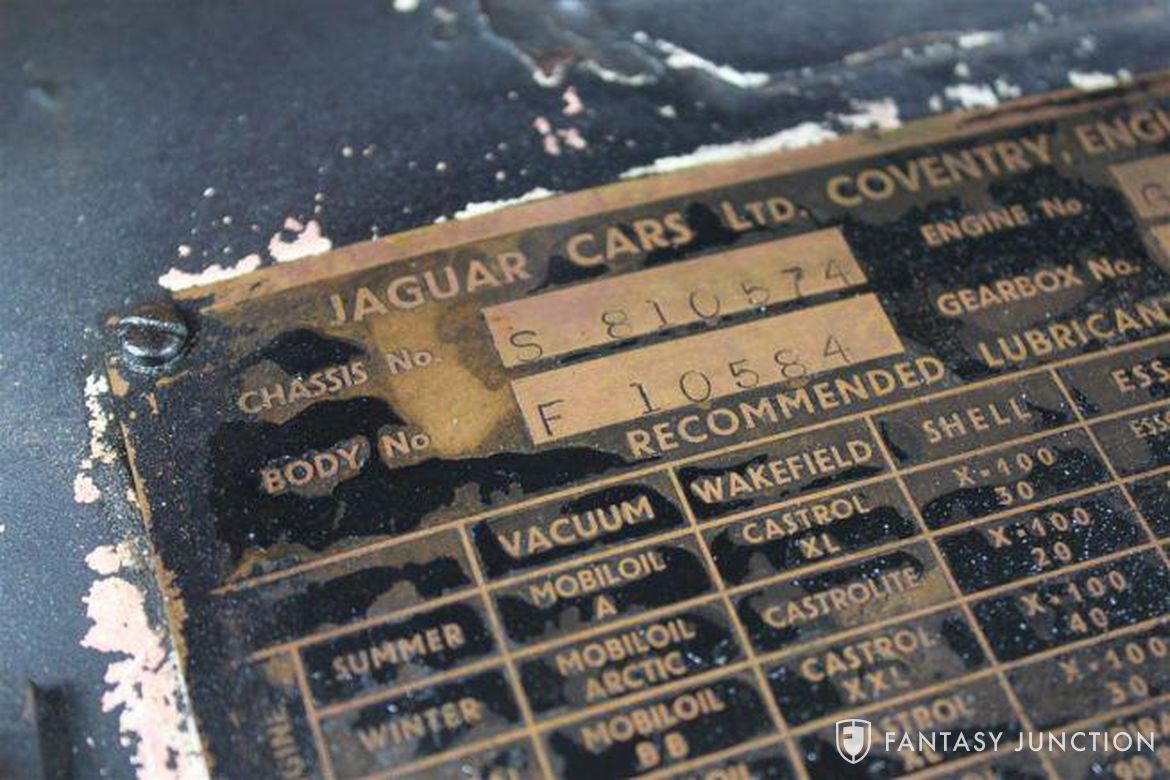 JAGUAR CARS LTD. COVENTRY, ENGL
CHASSIS No. S 810574
ENGINE No.
BODY No F 10584
GEARBOX No.
RECOMMENDED LUBRICAN
VACUUM WAKEFIELD SHELL ESS
SUMMER MOBILOIL A CASTROL XL X-100 30 ESS
WINTER MOBILOIL ARCTIC CASTROLITE X-100 20
MOBILOIL BB CASTROL XXL X-100 40
X-100 30
FANTASY JUNCTION